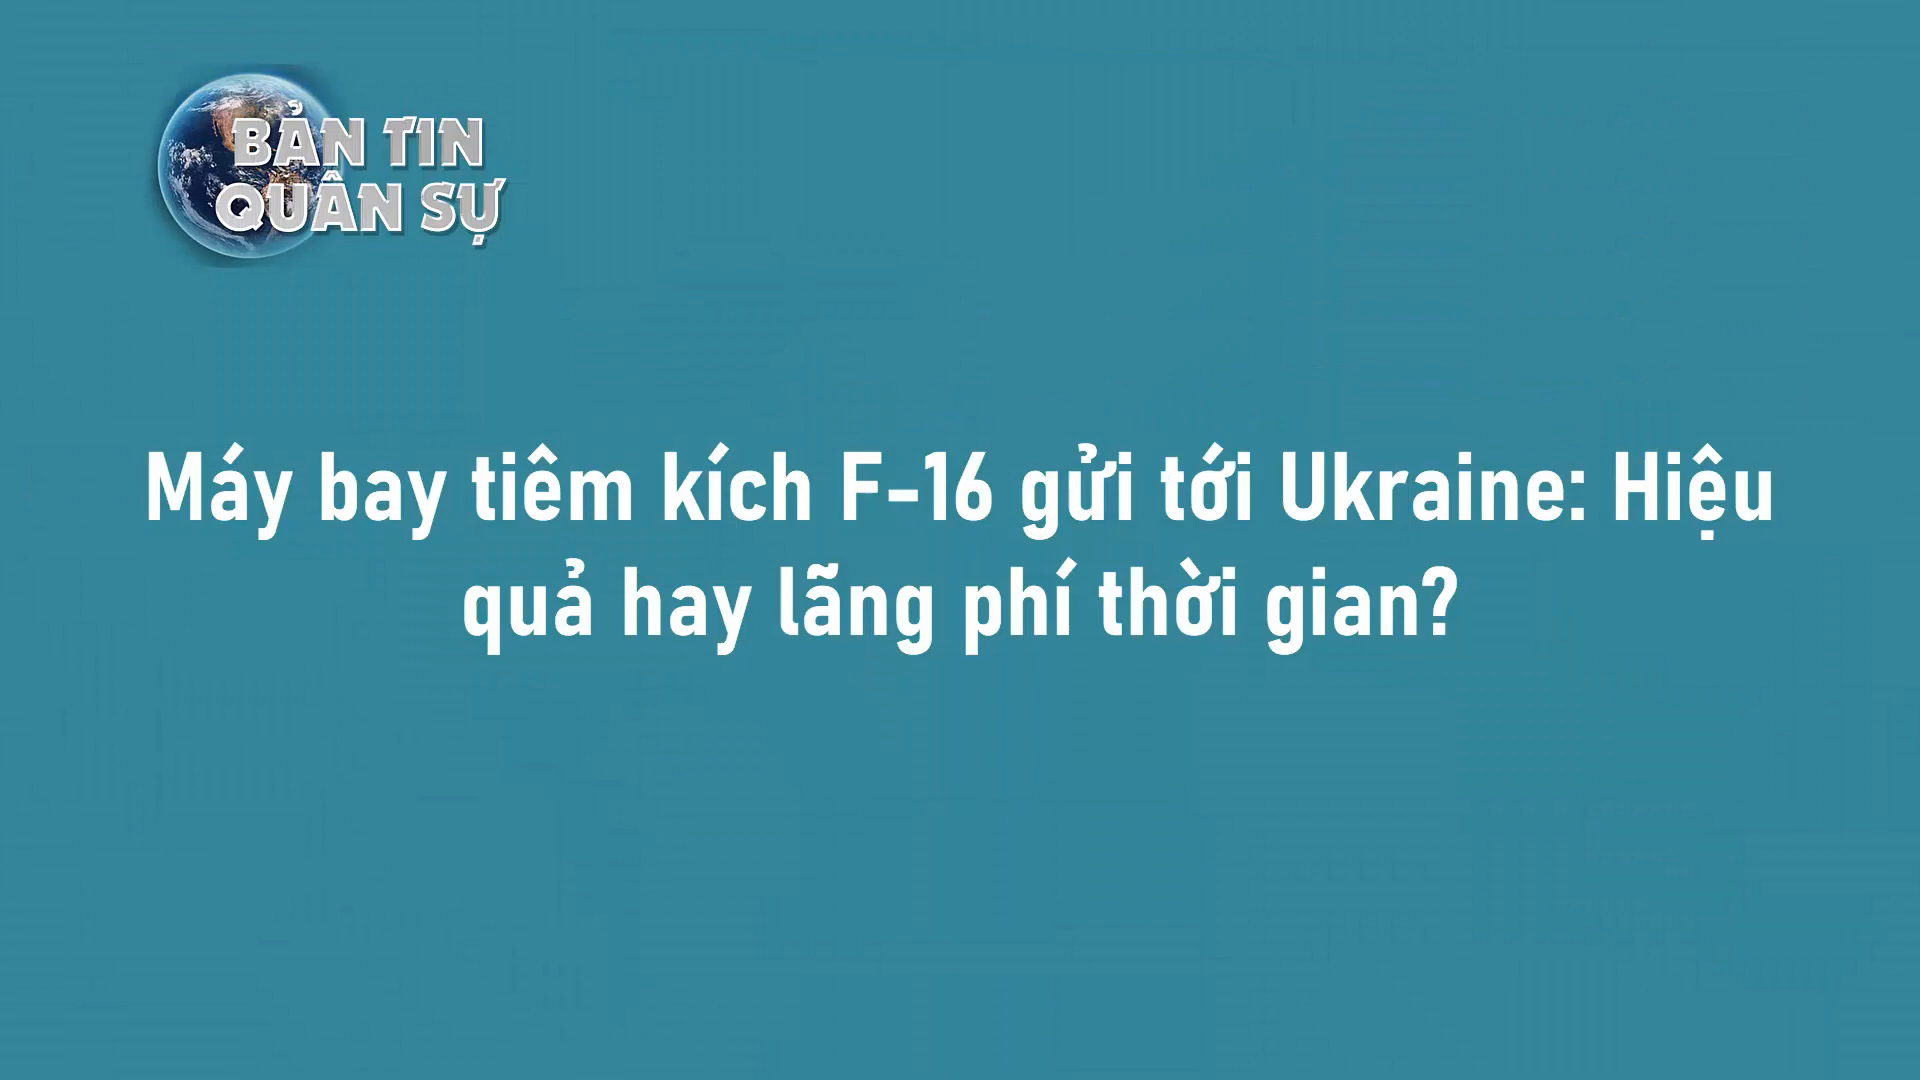 BẢN TIN
QUÂN SỰ
Máy bay tiêm kích F-16 gửi tới Ukraine: Hiệu
quả hay lãng phí thời gian?